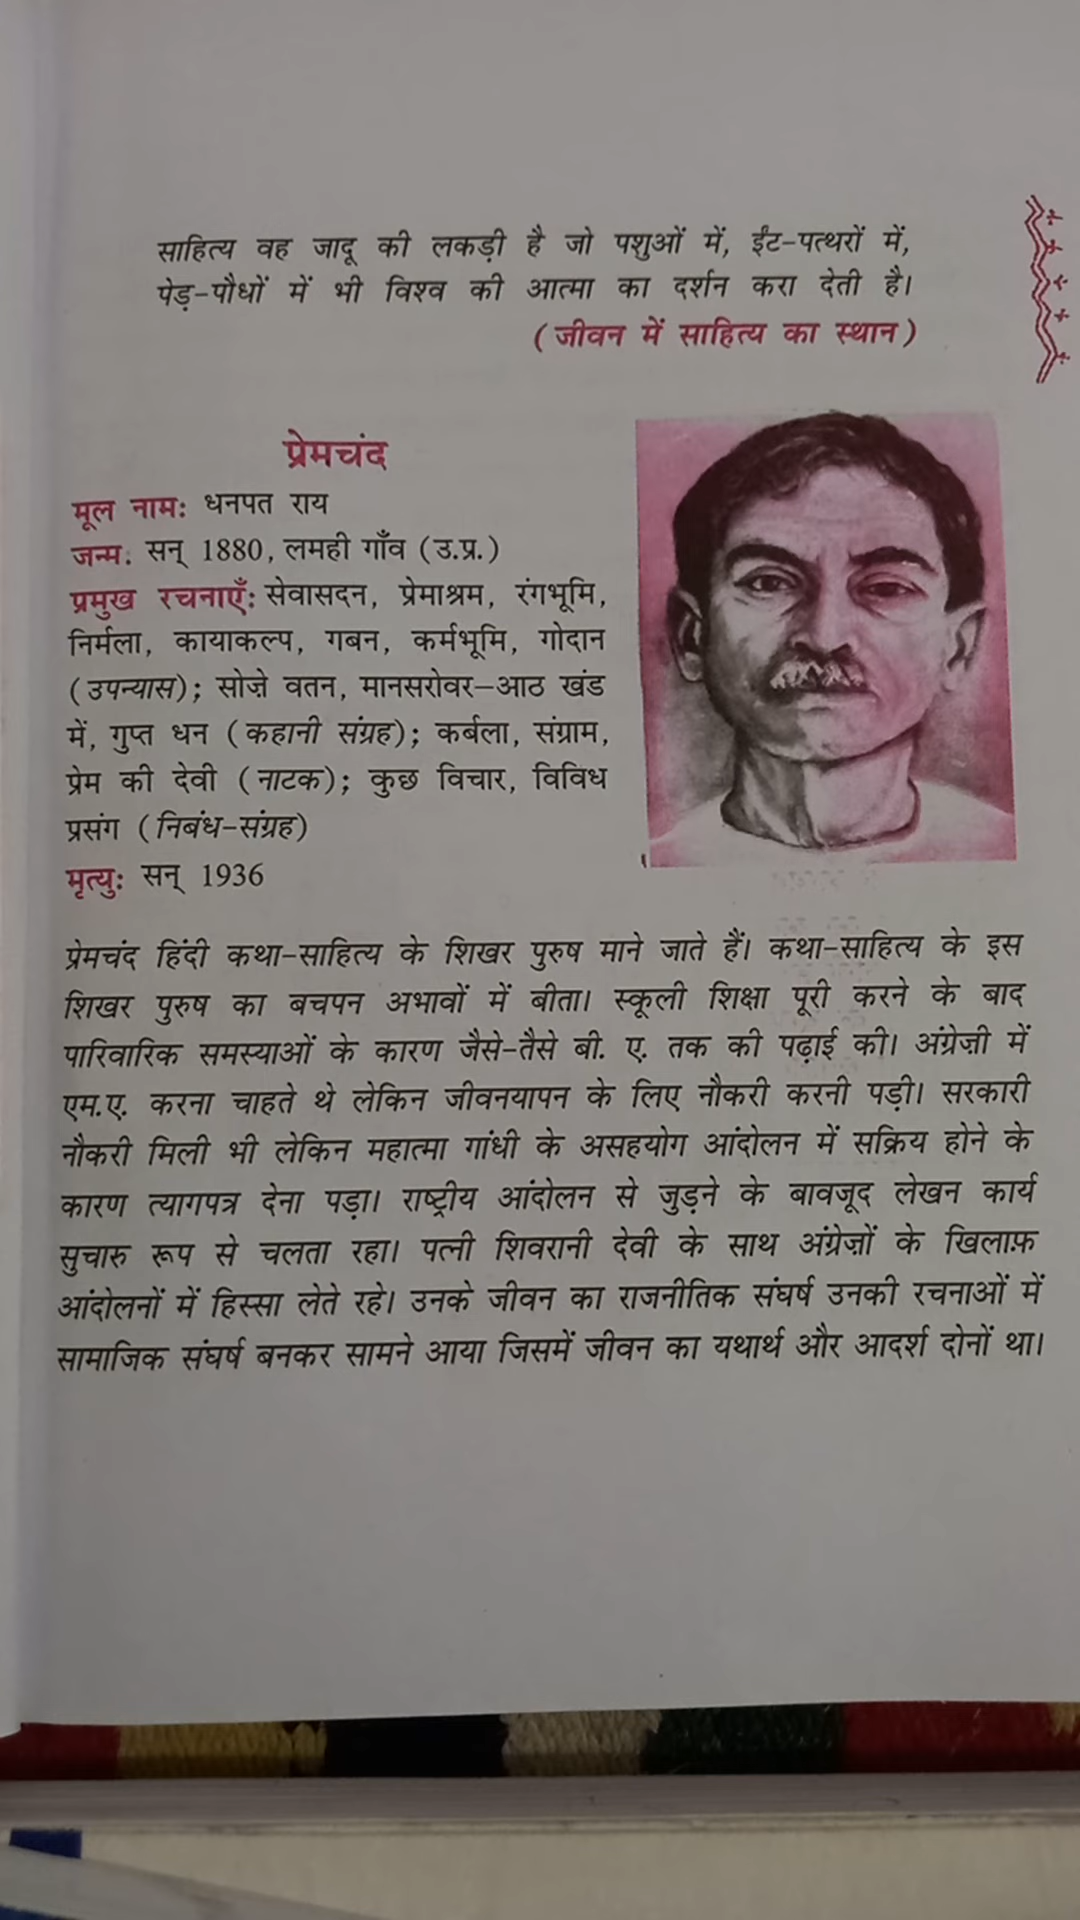 साहित्य वह जादू की लकड़ी है जो पशुओं में, ईंट-पत्थरों में,
पेड़-पौधों में भी विश्व की आत्मा का दर्शन करा देती है।
(जीवन में साहित्य का स्थान)
प्रेमचंद
मूल नाम: धनपत राय
जन्म: सन् 1880, लमही गाँव (उ.प्र.)
प्रमुख रचनाएँ: सेवासदन, प्रेमाश्रम, रंगभूमि,
निर्मला, कायाकल्प, गबन, कर्मभूमि, गोदान
(उपन्यास); सोज़े वतन, मानसरोवर–आठ खंड
में, गुप्त धन (कहानी संग्रह); कर्बला, संग्राम,
प्रेम की देवी (नाटक); कुछ विचार, विविध
प्रसंग (निबंध-संग्रह)
मृत्यु: सन् 1936
प्रेमचंद हिंदी कथा-साहित्य के शिखर पुरुष माने जाते हैं। कथा-साहित्य के इस
शिखर पुरुष का बचपन अभावों में बीता। स्कूली शिक्षा पूरी करने के बाद
पारिवारिक समस्याओं के कारण जैसे-तैसे बी. ए. तक की पढ़ाई की। अंग्रेज़ी में
एम.ए. करना चाहते थे लेकिन जीवनयापन के लिए नौकरी करनी पड़ी। सरकारी
नौकरी मिली भी लेकिन महात्मा गांधी के असहयोग आंदोलन में सक्रिय होने के
कारण त्यागपत्र देना पड़ा। राष्ट्रीय आंदोलन से जुड़ने के बावजूद लेखन कार्य
सुचारु रूप से चलता रहा। पत्नी शिवरानी देवी के साथ अंग्रेज़ों के खिलाफ़
आंदोलनों में हिस्सा लेते रहे। उनके जीवन का राजनीतिक संघर्ष उनकी रचनाओं में
सामाजिक संघर्ष बनकर सामने आया जिसमें जीवन का यथार्थ और आदर्श दोनों था।